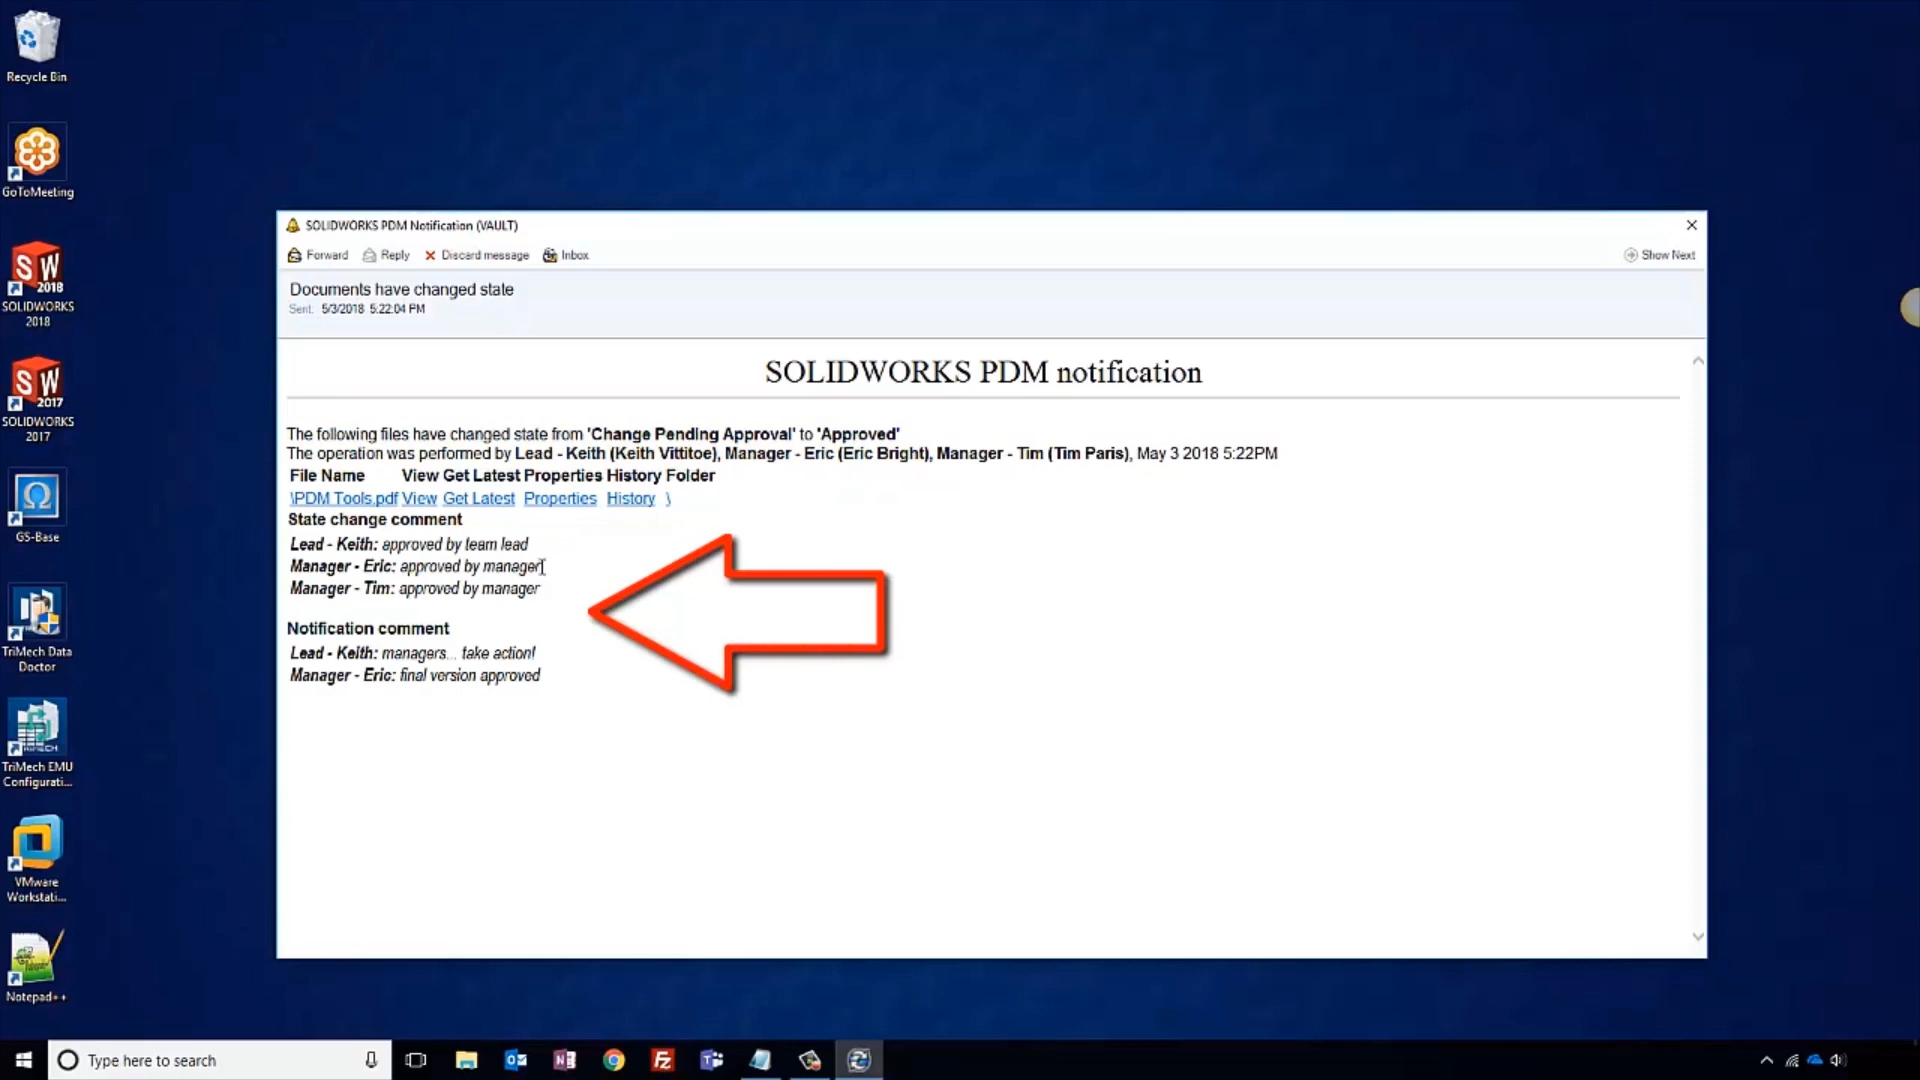 Recycle Bin
GoToMeeting
SW
2018
SOLIDWORKS
2018
SW
2017
SOLIDWORKS
2017
GS-Base
TriMech Data
Doctor
TriMech EMU
Configurati...
VMware
Workstati...
Notepad++
SOLIDWORKS PDM Notification (VAULT)
Forward Reply Discard message Inbox Show Next
Documents have changed state
Sent: 5/3/2018 5:22:04 PM
SOLIDWORKS PDM notification
The following files have changed state from 'Change Pending Approval' to 'Approved'
The operation was performed by Lead - Keith (Keith Vittitoe), Manager - Eric (Eric Bright), Manager - Tim (Tim Paris), May 3 2018 5:22PM
File Name View Get Latest Properties History Folder
\PDM Tools.pdf View Get Latest Properties History \
State change comment
Lead - Keith: approved by team lead
Manager - Eric: approved by manager
Manager - Tim: approved by manager
Notification comment
Lead - Keith: managers... take action!
Manager - Eric: final version approved
Type here to search